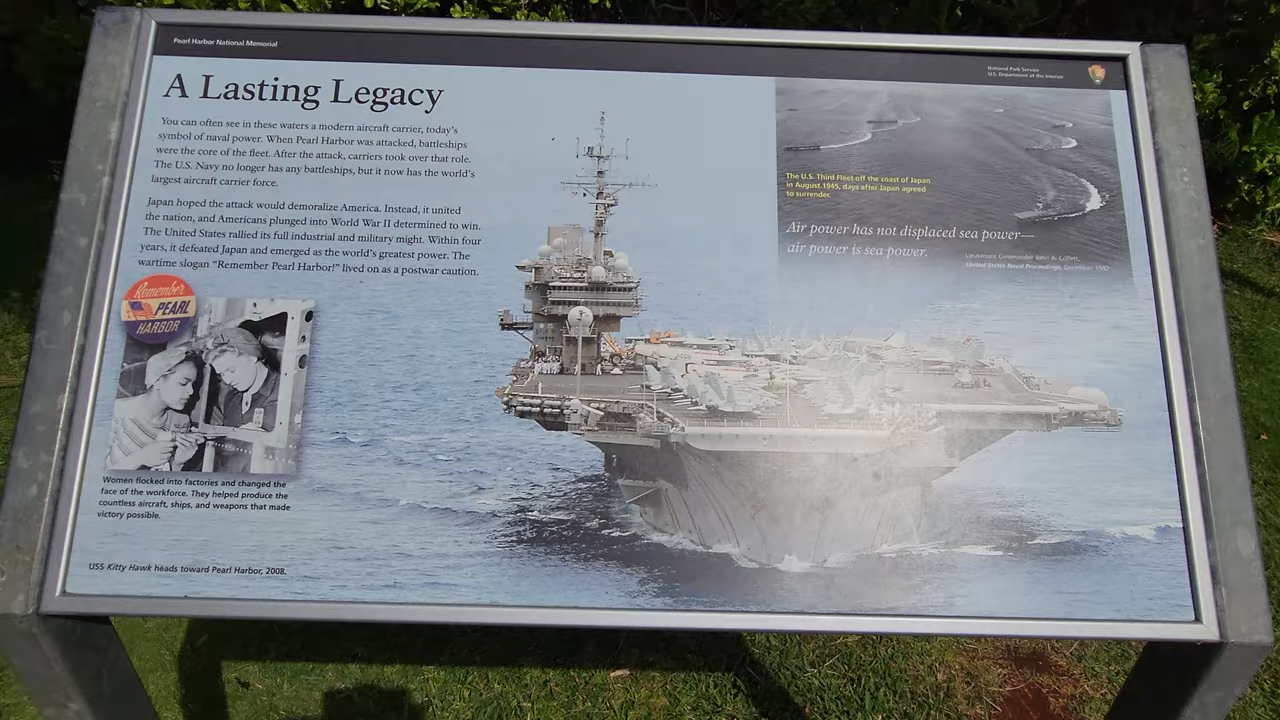 Pearl Harbor National Memorial
National Park Service
U.S. Department of the Interior
A Lasting Legacy
You can often see in these waters a modern aircraft carrier, today's
symbol of naval power. When Pearl Harbor was attacked, battleships
were the core of the fleet. After the attack, carriers took over that role.
The U.S. Navy no longer has any battleships, but it now has the world's
largest aircraft carrier force.
Japan hoped the attack would demoralize America. Instead, it united
the nation, and Americans plunged into World War II determined to win.
The United States rallied its full industrial and military might. Within four
years, it defeated Japan and emerged as the world's greatest power. The
wartime slogan "Remember Pearl Harbor!" lived on as a postwar caution.
The U.S. Third Fleet off the coast of Japan
in August 1945, days after Japan agreed
to surrender.
Air power has not displaced sea power—
air power is sea power.
Lieutenant Commander John A. Collett,
United States Naval Proceedings, December 1942
Remember
PEARL
HARBOR
Women flocked into factories and changed the
face of the workforce. They helped produce the
countless aircraft, ships, and weapons that made
victory possible.
USS Kitty Hawk heads toward Pearl Harbor, 2008.